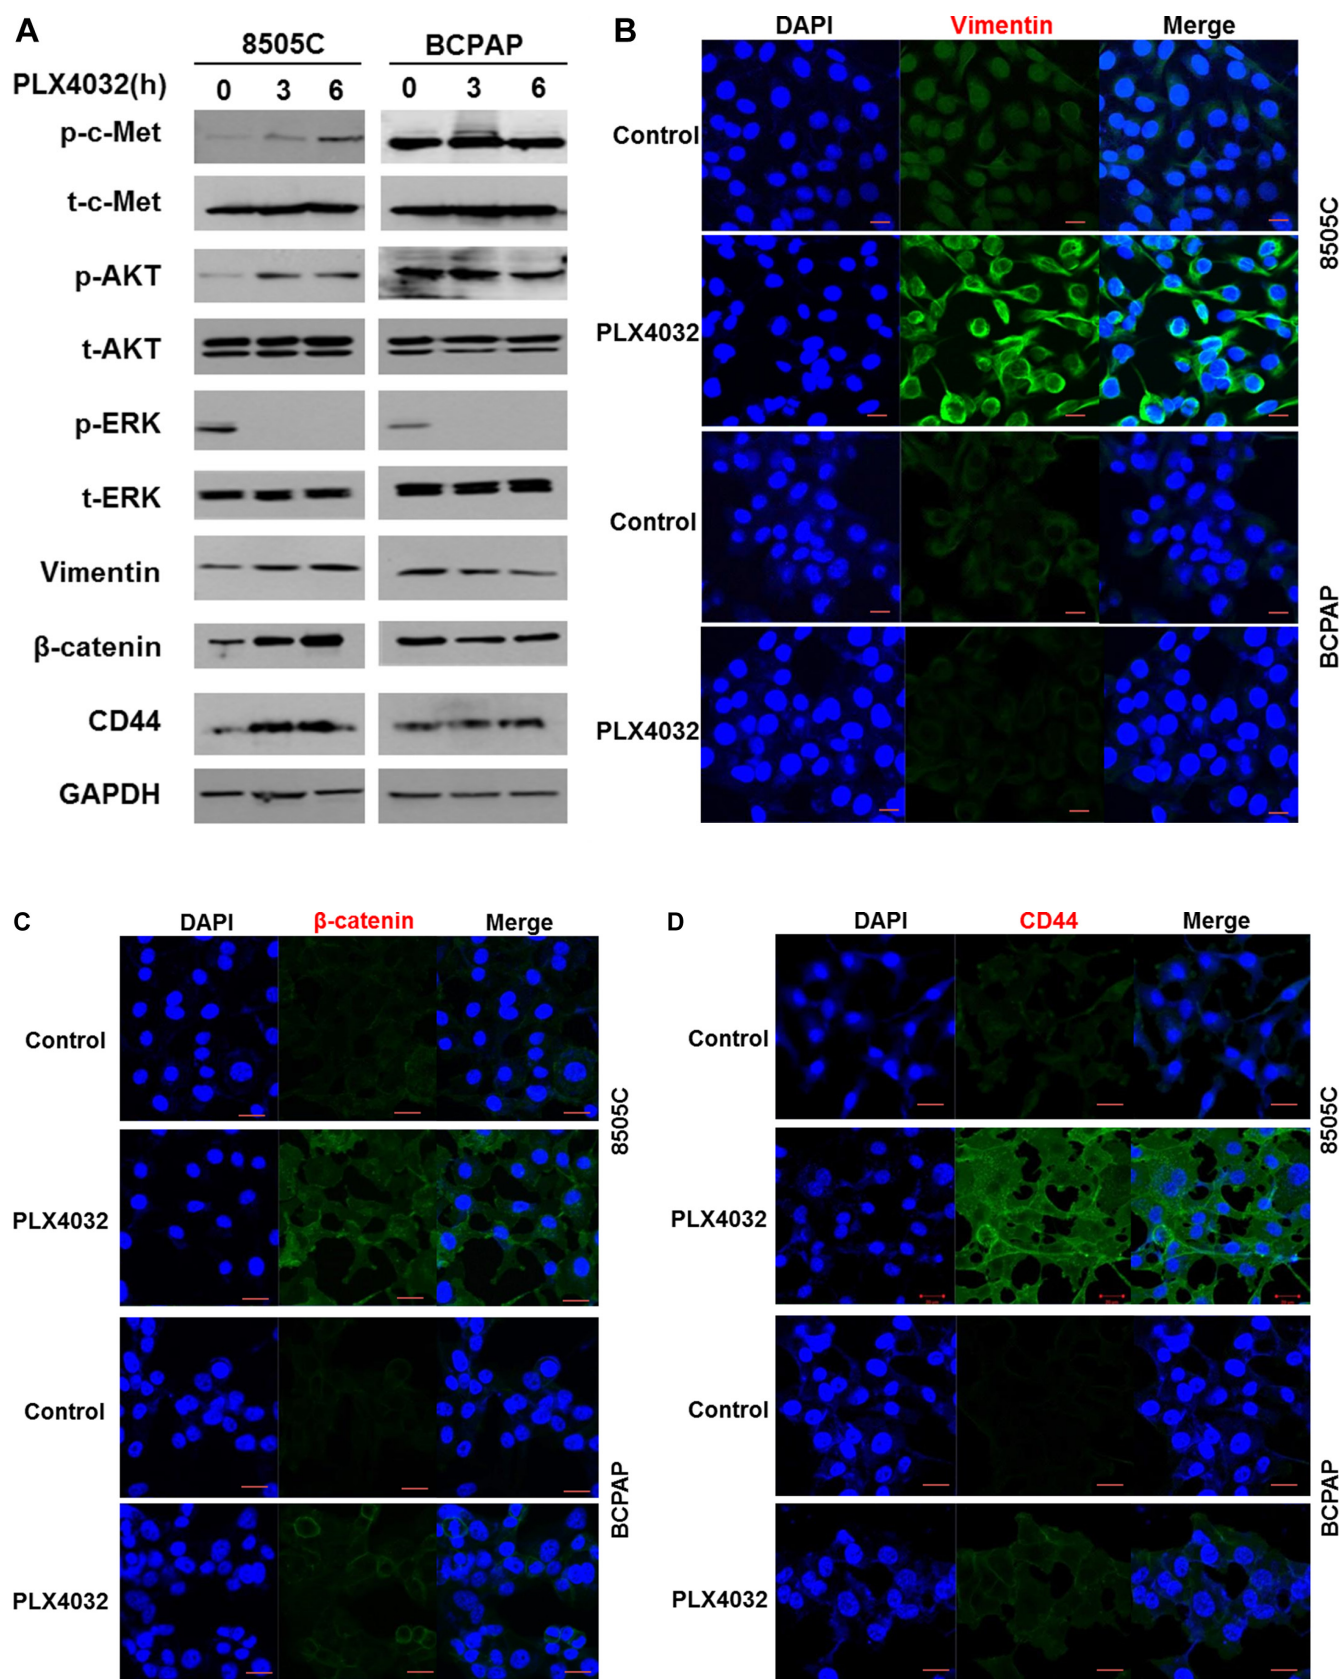 A
8505C
BCPAP
PLX4032(h)
0 3 6
0 3 6
p-c-Met
t-c-Met
p-AKT
t-AKT
p-ERK
t-ERK
Vimentin
β-catenin
CD44
GAPDH
B
DAPI Vimentin Merge
Control
PLX4032
8505C
Control
PLX4032
BCPAP
C
DAPI β-catenin Merge
Control
PLX4032
8505C
Control
PLX4032
BCPAP
D
DAPI CD44 Merge
Control
PLX4032
8505C
Control
PLX4032
BCPAP